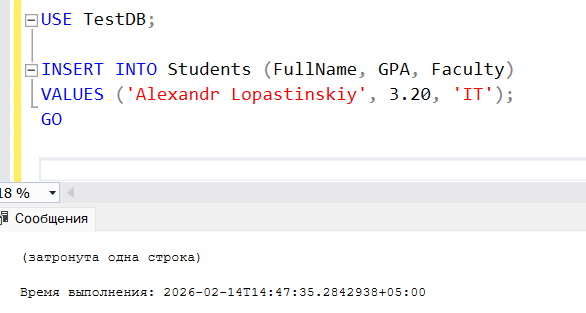 USE TestDB;
INSERT INTO Students (FullName, GPA, Faculty)
VALUES ('Alexandr Lopastinskiy', 3.20, 'IT');
GO
18 %
Сообщения
(затронута одна строка)
Время выполнения: 2026-02-14T14:47:35.2842938+05:00